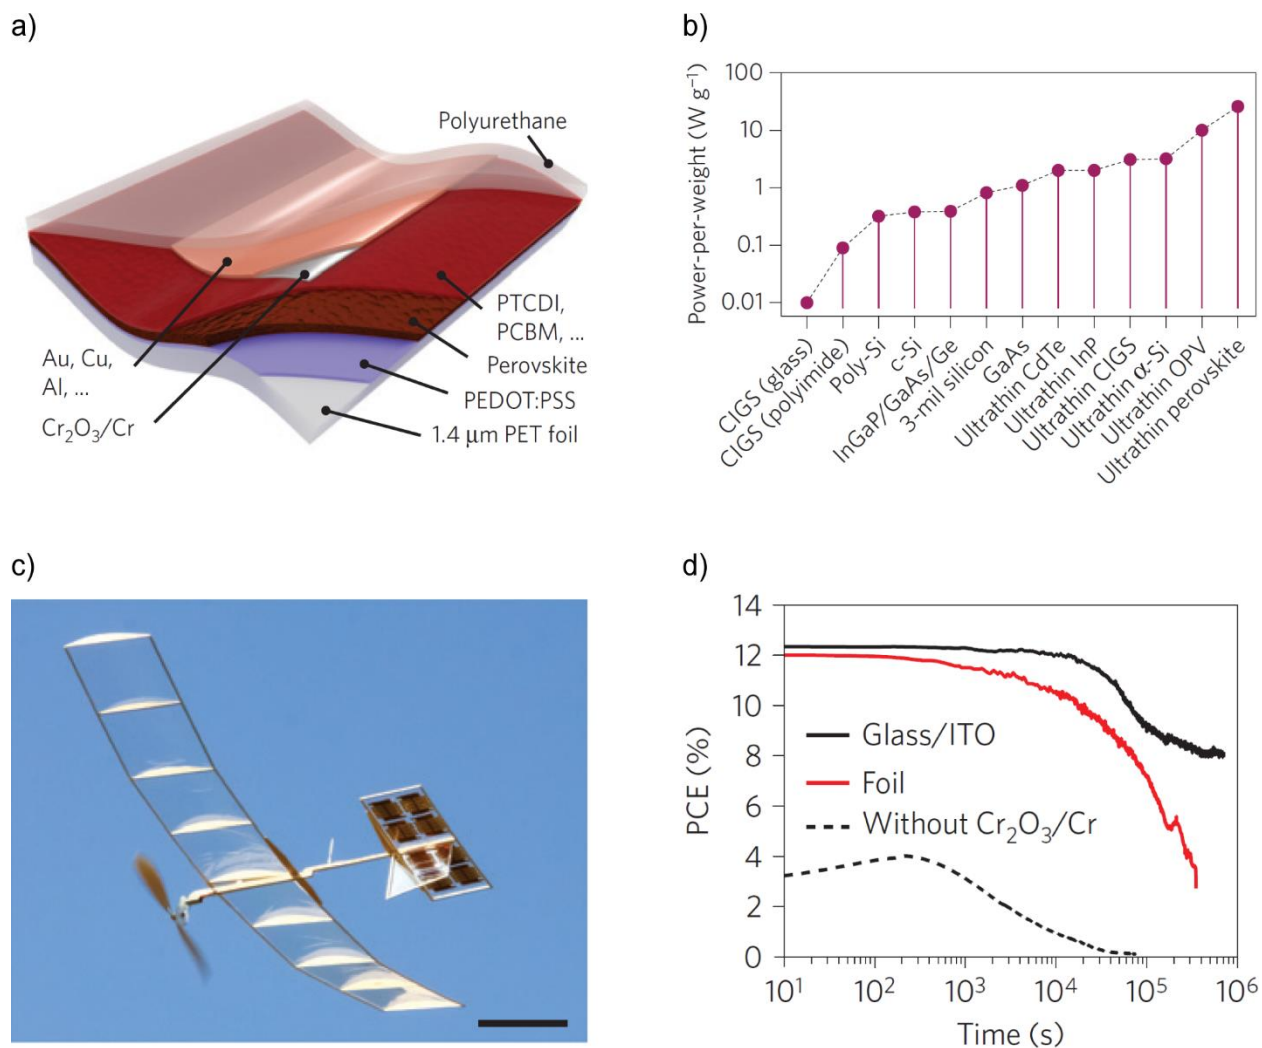 a)
Polyurethane
Au, Cu,
Al, ...
Cr₂O₃/Cr
PTCDI,
PCBM, ...
Perovskite
PEDOT:PSS
1.4 μm PET foil
b)
Power-per-weight (W g⁻¹)
100
10
1
0.1
0.01
CIGS (glass)
CIGS (polyimide)
Poly-Si
c-Si
InGaP/GaAs/Ge
3-mil silicon
GaAs
Ultrathin CdTe
Ultrathin InP
Ultrathin CIGS
Ultrathin α-Si
Ultrathin OPV
Ultrathin perovskite
c)
d)
PCE (%)
14
12
10
8
6
4
2
0
Glass/ITO
Foil
Without Cr₂O₃/Cr
10¹ 10² 10³ 10⁴ 10⁵ 10⁶
Time (s)